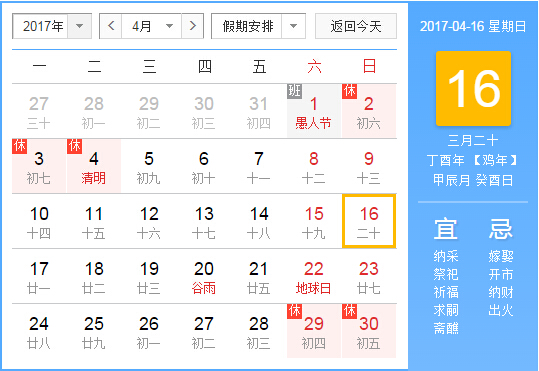 2017年 4月 假期安排 返回今天
一 二 三 四 五 六 日
27 28 29 30 31 班 1 休 2
三十 初一 初二 初三 初四 愚人节 初六
休 3 休 4 5 6 7 8 9
初七 清明 初九 初十 十一 十二 十三
10 11 12 13 14 15 16
十四 十五 十六 十七 十八 十九 二十
17 18 19 20 21 22 23
廿一 廿二 廿三 谷雨 廿五 地球日 廿七
24 25 26 27 28 休 29 休 30
廿八 廿九 初一 初二 初三 初四 初五
2017-04-16 星期日
16
三月二十
丁酉年 【鸡年】
甲辰月 癸酉日
宜 忌
纳采 嫁娶
祭祀 开市
祈福 纳财
求嗣 出火
斋醮